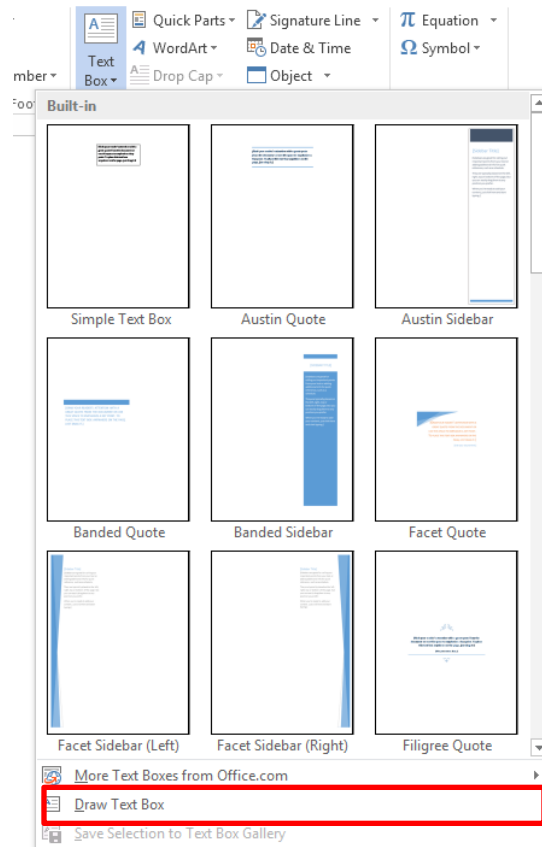 Quick Parts Signature Line π Equation
WordArt Date & Time Ω Symbol
Text
Box Drop Cap Object
mber
Foo
Built-in
Simple Text Box Austin Quote Austin Sidebar
Banded Quote Banded Sidebar Facet Quote
Facet Sidebar (Left) Facet Sidebar (Right) Filigree Quote
More Text Boxes from Office.com
Draw Text Box
Save Selection to Text Box Gallery